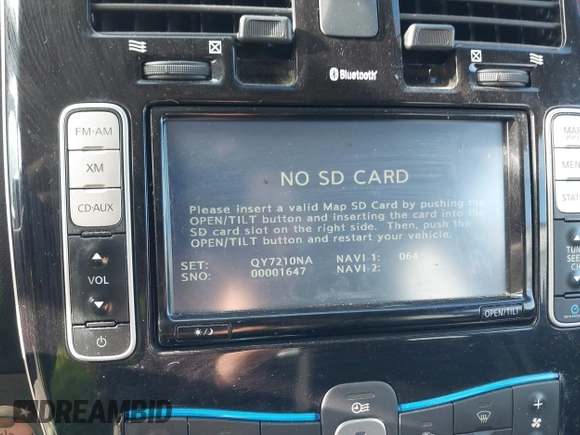 Bluetooth
FM·AM
XM
CD·AUX
VOL
MAP
OPEN/TILT
NO SD CARD
Please insert a valid Map SD Card by pushing the
OPEN/TILT button and inserting the card into the
SD card slot on the right side. Then, push the
OPEN/TILT button and restart your vehicle.
SET: QY7210NA NAVI-1: 064
SNO: 00001647 NAVI-2:
DREAMBID